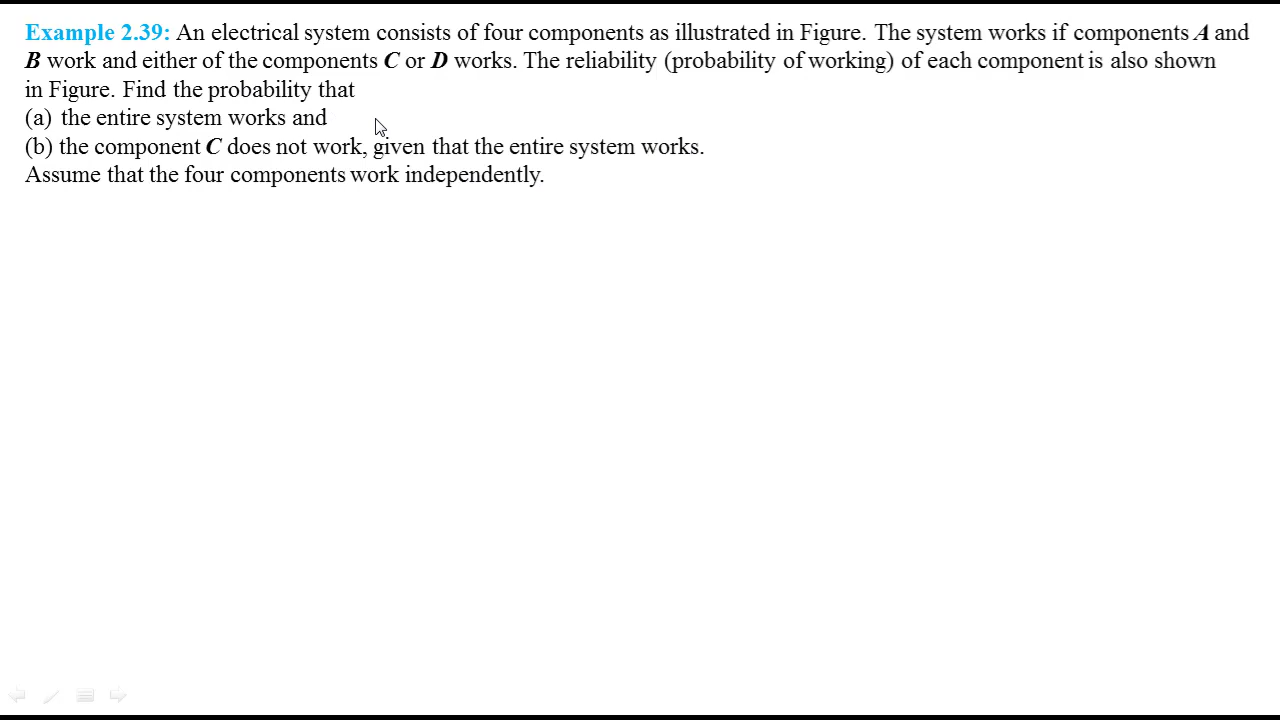 Example 2.39: An electrical system consists of four components as illustrated in Figure. The system works if components A and
B work and either of the components C or D works. The reliability (probability of working) of each component is also shown
in Figure. Find the probability that
(a) the entire system works and
(b) the component C does not work, given that the entire system works.
Assume that the four components work independently.